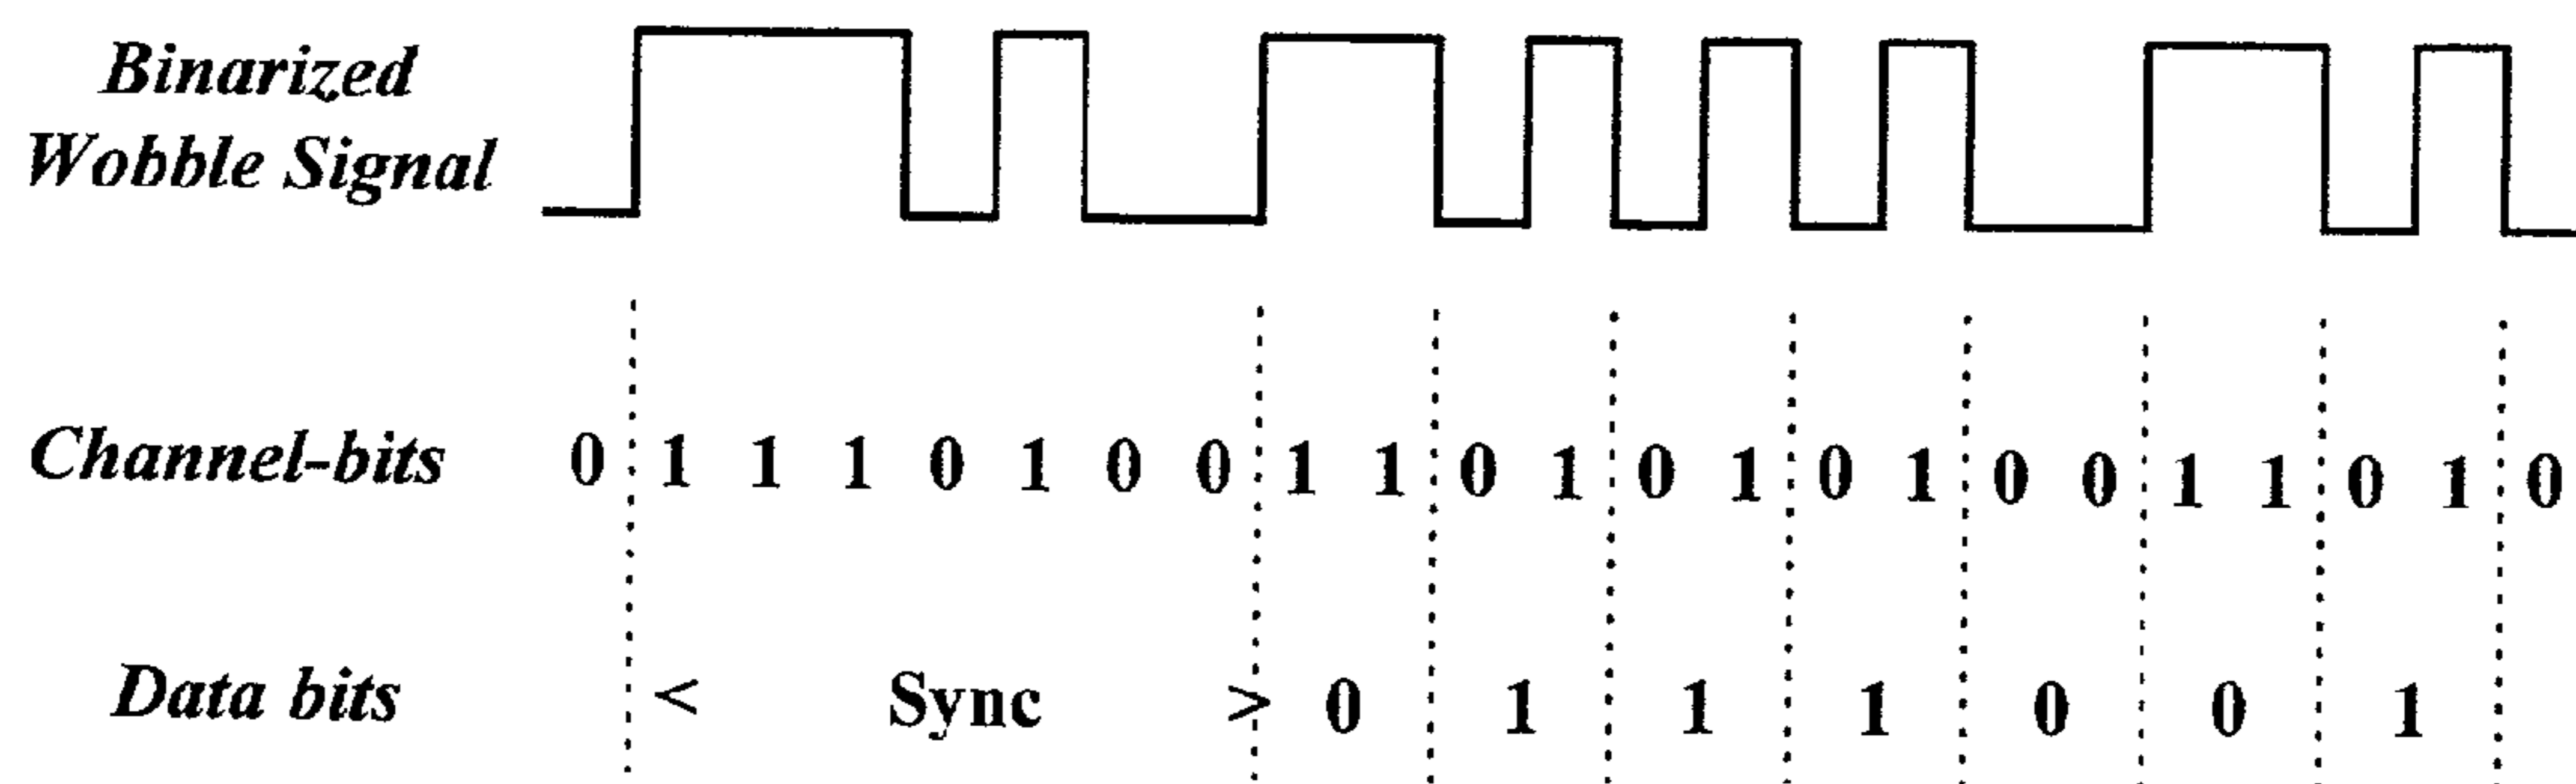 Binarized
Wobble Signal
Channel-bits 0 1 1 1 0 1 0 0 1 1 0 1 0 1 0 1 0 0 1 1 0 1 0
Data bits < Sync > 0 1 1 1 0 0 1